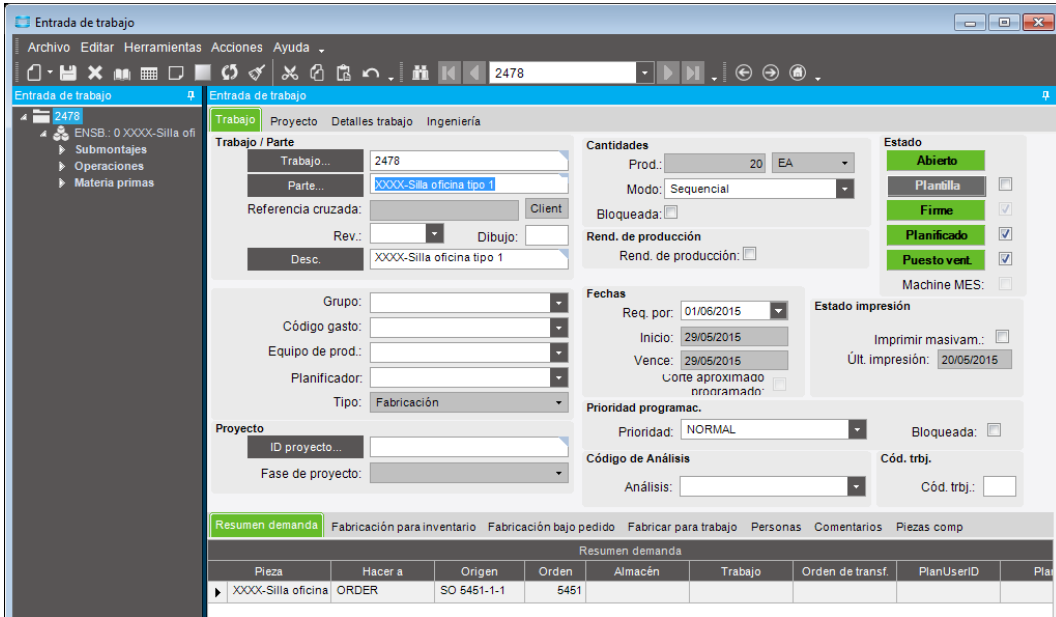 Entrada de trabajo
Archivo Editar Herramientas Acciones Ayuda
2478
Entrada de trabajo
2478
ENSB.: 0 XXXX-Silla ofi
Submontajes
Operaciones
Materia primas
Entrada de trabajo
Trabajo Proyecto Detalles trabajo Ingeniería
Trabajo / Parte
Trabajo... 2478
Parte... XXXX-Silla oficina tipo 1
Referencia cruzada: Client
Rev.: Dibujo:
Desc. XXXX-Silla oficina tipo 1
Grupo:
Código gasto:
Equipo de prod.:
Planificador:
Tipo: Fabricación
Proyecto
ID proyecto...
Fase de proyecto:
Cantidades
Prod.: 20 EA
Modo: Sequencial
Bloqueada:
Rend. de producción
Rend. de producción:
Fechas
Req. por: 01/06/2015
Inicio: 29/05/2015
Vence: 29/05/2015
Corte aproximado
programado:
Prioridad programac.
Prioridad: NORMAL Bloqueada:
Código de Análisis
Análisis:
Estado
Abierto
Plantilla
Firme
Planificado
Puesto vent.
Machine MES:
Estado impresión
Imprimir masivam.:
Últ. impresión: 20/05/2015
Cód. trbj.
Cód. trbj.:
Resumen demanda Fabricación para inventario Fabricación bajo pedido Fabricar para trabajo Personas Comentarios Piezas comp
Resumen demanda
Pieza Hacer a Origen Orden Almacén Trabajo Orden de transf. PlanUserID Plan
XXXX-Silla oficina ORDER SO 5451-1-1 5451